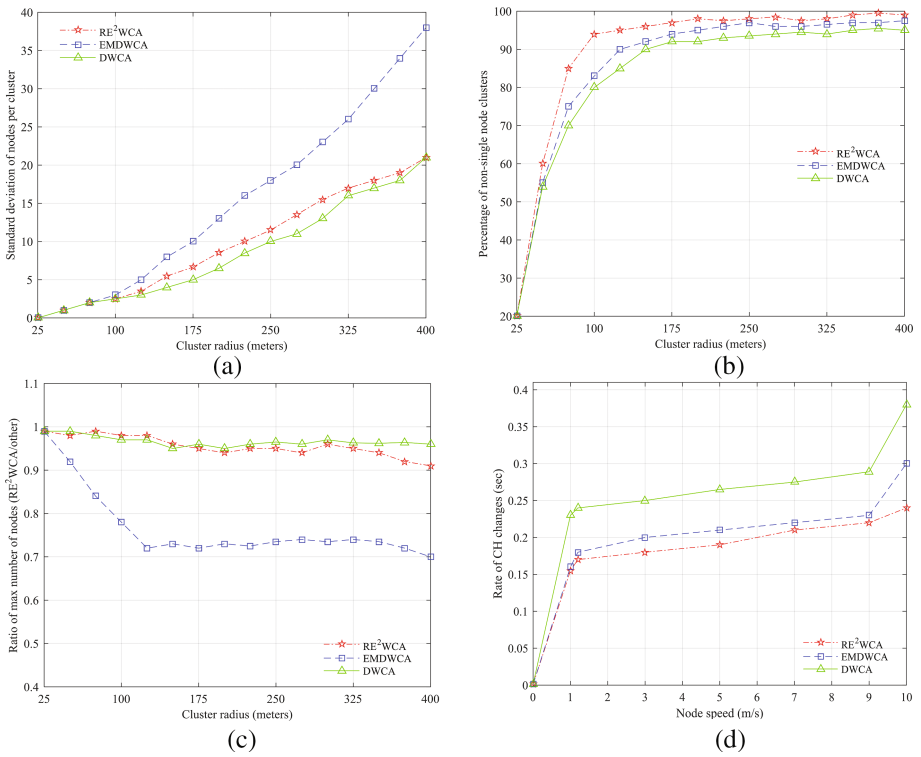 Standard deviation of nodes per cluster
40
35
30
25
20
15
10
5
0
RE²WCA
EMDWCA
DWCA
25 100 175 250 325 400
Cluster radius (meters)
(a)
Percentage of non-single node clusters
100
90
80
70
60
50
40
30
20
RE²WCA
EMDWCA
DWCA
25 100 175 250 325 400
Cluster radius (meters)
(b)
Ratio of max number of nodes (RE²WCA/other)
1.1
1
0.9
0.8
0.7
0.6
0.5
0.4
RE²WCA
EMDWCA
DWCA
25 100 175 250 325 400
Cluster radius (meters)
(c)
Rate of CH changes (sec)
0.4
0.35
0.3
0.25
0.2
0.15
0.1
0.05
0
RE²WCA
EMDWCA
DWCA
0 1 3 5 7 9 10
Node speed (m/s)
(d)